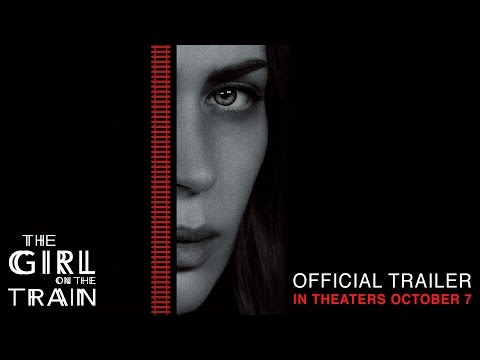 THE
GIRL
ON THE
TRAIN
OFFICIAL TRAILER
IN THEATERS OCTOBER 7